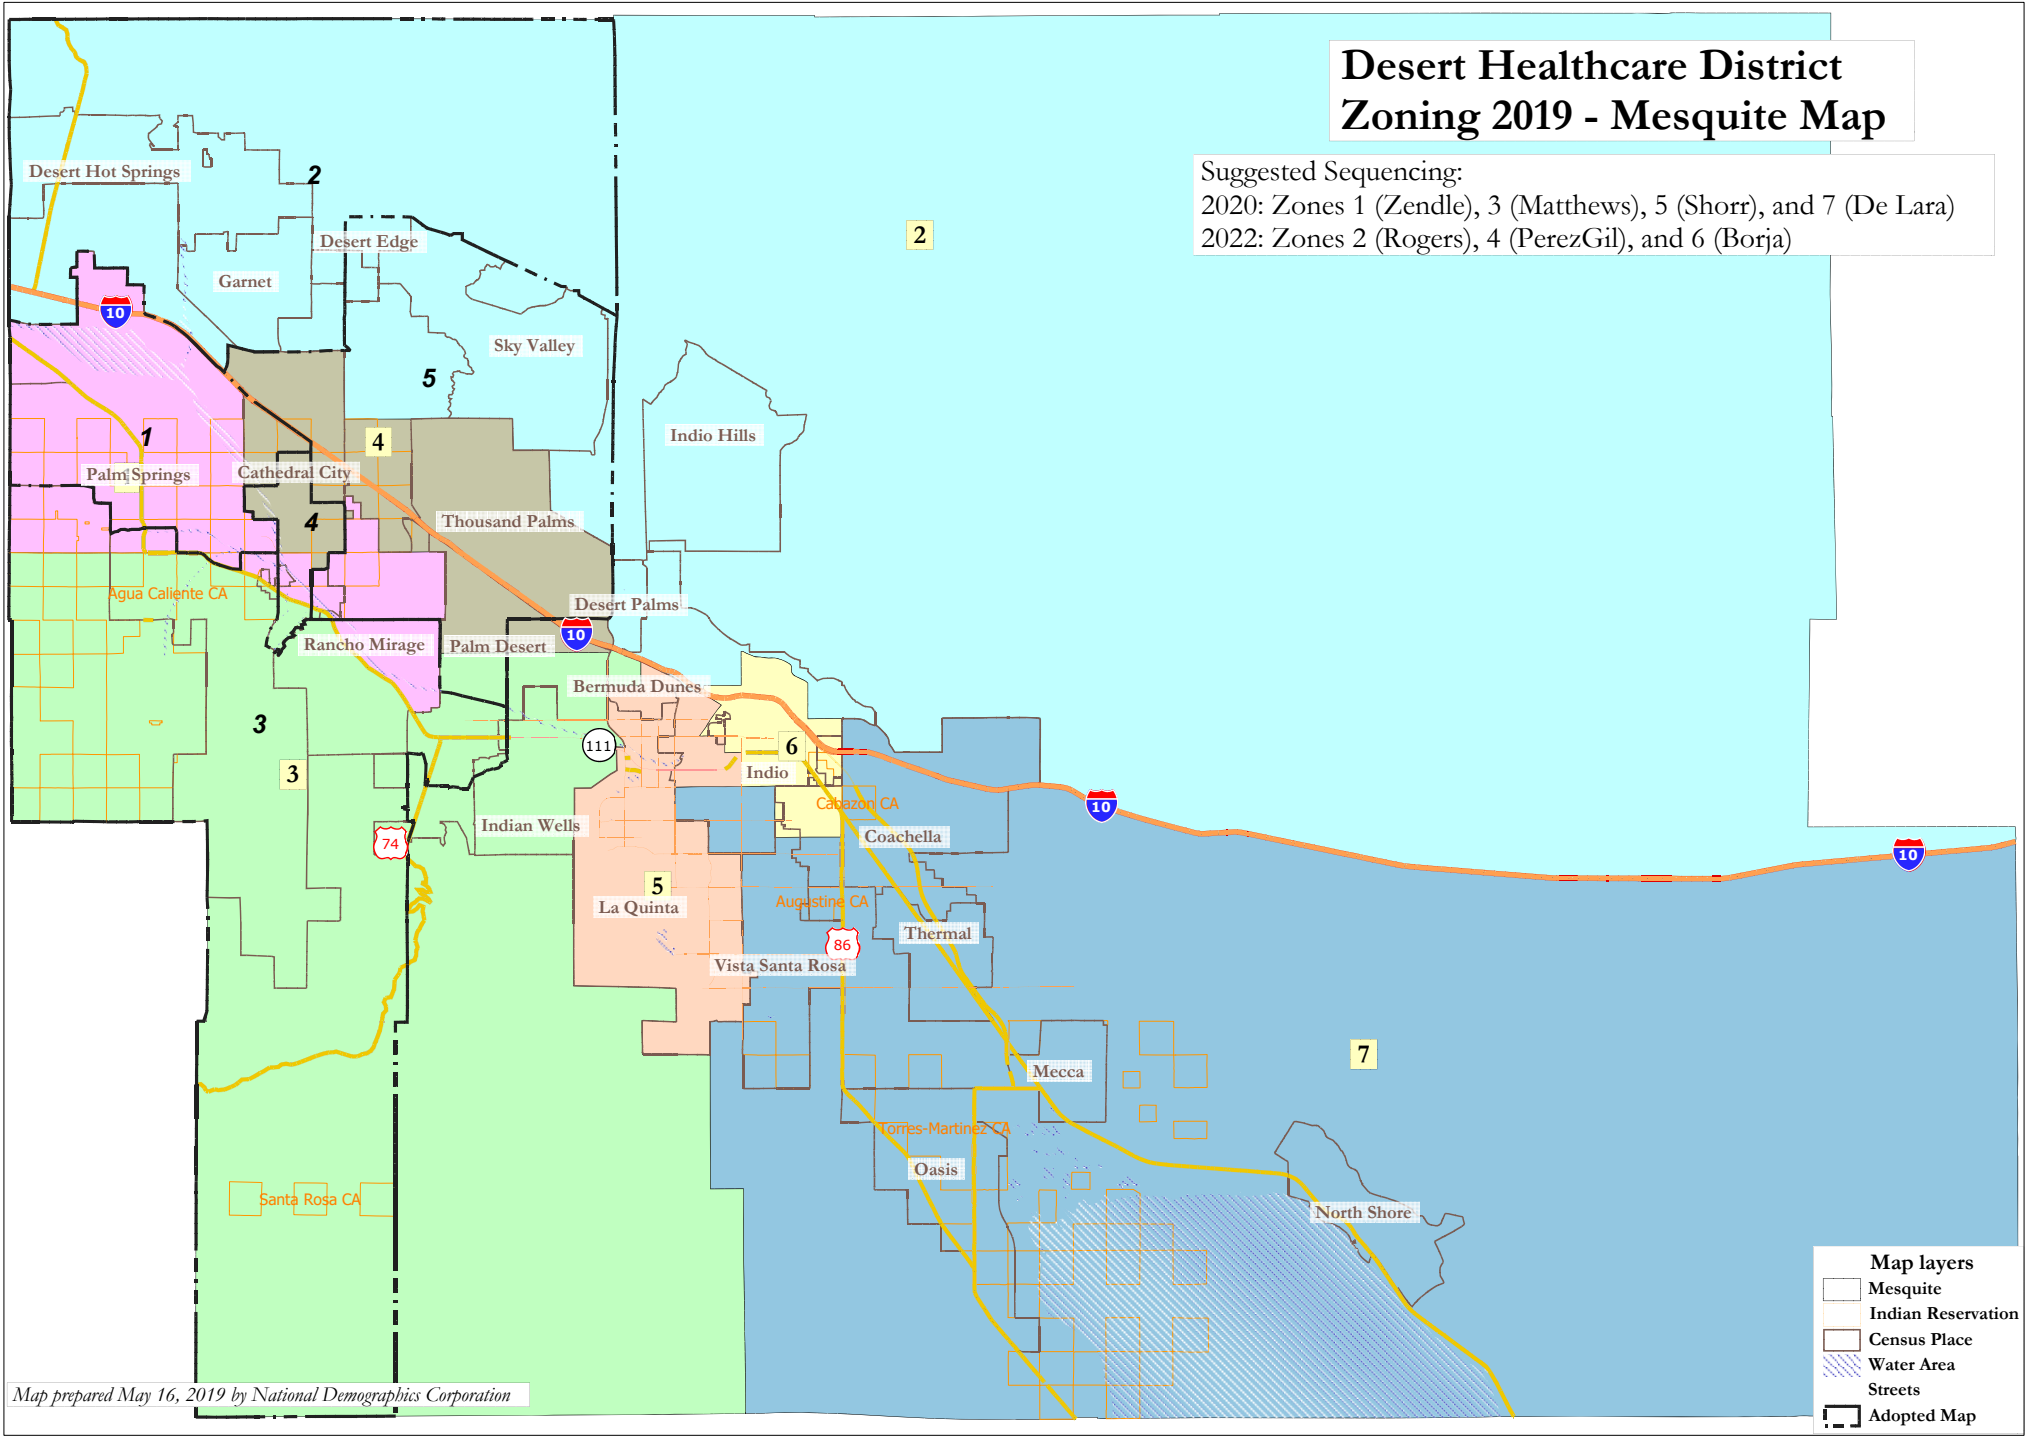 Desert Healthcare District
Zoning 2019 - Mesquite Map
Suggested Sequencing:
2020: Zones 1 (Zendle), 3 (Matthews), 5 (Shorr), and 7 (De Lara)
2022: Zones 2 (Rogers), 4 (PerezGil), and 6 (Borja)
Desert Hot Springs
2
Desert Edge
2
Garnet
10
Sky Valley
5
Indio Hills
1
4
Palm Springs
Cathedral City
4
Thousand Palms
Agua Caliente CA
Desert Palms
10
Rancho Mirage
Palm Desert
Bermuda Dunes
3
111
6
3
Indio
Cabazon CA
10
Indian Wells
Coachella
74
10
5
La Quinta
Augustine CA
Thermal
86
Vista Santa Rosa
7
Mecca
Torres-Martinez CA
Oasis
Santa Rosa CA
North Shore
Map layers
Mesquite
Indian Reservation
Census Place
Water Area
Streets
Adopted Map
Map prepared May 16, 2019 by National Demographics Corporation